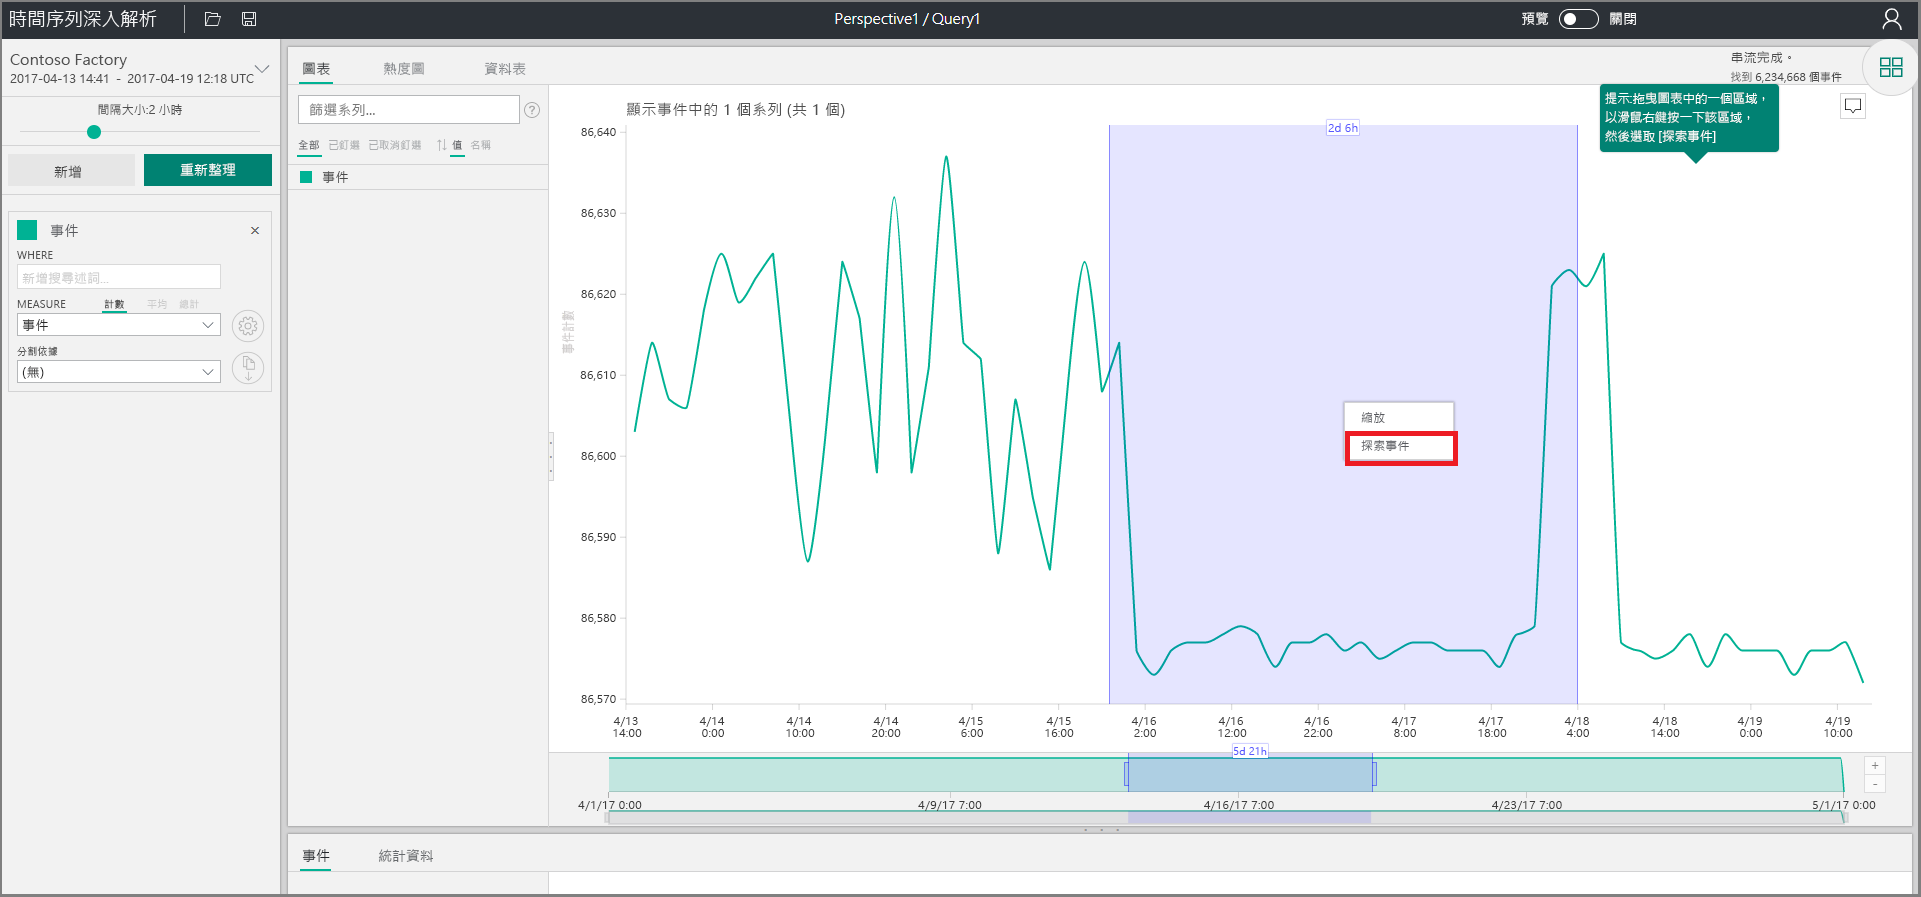 時間序列深入解析
Perspective1 / Query1
預覽 關閉
Contoso Factory
2017-04-13 14:41 - 2017-04-19 12:18 UTC
間隔大小:2 小時
新增 重新整理
事件 ×
WHERE
新增搜尋述詞...
MEASURE 計數 平均 總計
事件
分割依據
(無)
圖表 熱度圖 資料表
串流完成。
找到 6,234,668 個事件
篩選系列... ?
全部 已釘選 已取消釘選 值 名稱
事件
顯示事件中的 1 個系列 (共 1 個)
提示:拖曳圖表中的一個區域，
以滑鼠右鍵按一下該區域，
然後選取 [探索事件]
2d 6h
86,640
86,630
86,620
86,610
86,600
86,590
86,580
86,570
事件計數
縮放
探索事件
4/13 4/14 4/14 4/14 4/15 4/15 4/16 4/16 4/16 4/17 4/17 4/18 4/18 4/19 4/19
14:00 0:00 10:00 20:00 6:00 16:00 2:00 12:00 22:00 8:00 18:00 4:00 14:00 0:00 10:00
5d 21h
+
-
4/1/17 0:00 4/9/17 7:00 4/16/17 7:00 4/23/17 7:00 5/1/17 0:00
事件 統計資料